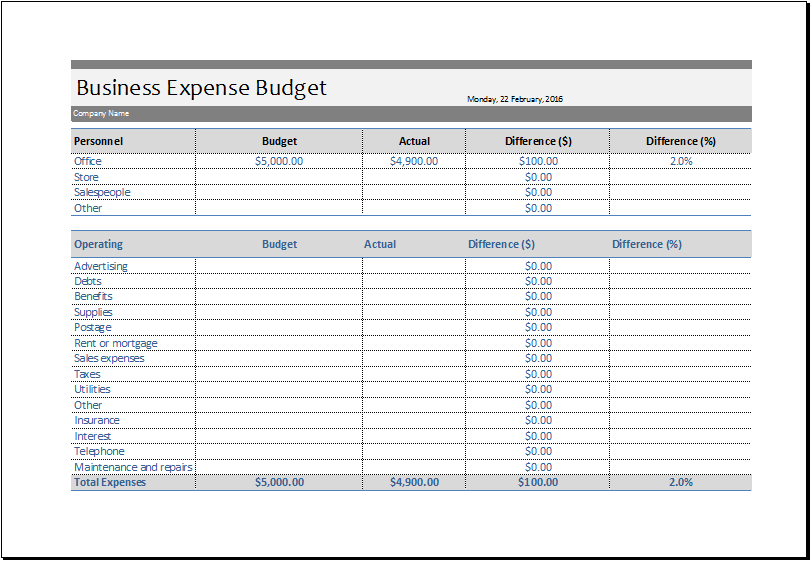 Business Expense Budget
Monday, 22 February, 2016
Company Name
Personnel Budget Actual Difference ($) Difference (%)
Office $5,000.00 $4,900.00 $100.00 2.0%
Store $0.00
Salespeople $0.00
Other $0.00
Operating Budget Actual Difference ($) Difference (%)
Advertising $0.00
Debts $0.00
Benefits $0.00
Supplies $0.00
Postage $0.00
Rent or mortgage $0.00
Sales expenses $0.00
Taxes $0.00
Utilities $0.00
Other $0.00
Insurance $0.00
Interest $0.00
Telephone $0.00
Maintenance and repairs $0.00
Total Expenses $5,000.00 $4,900.00 $100.00 2.0%